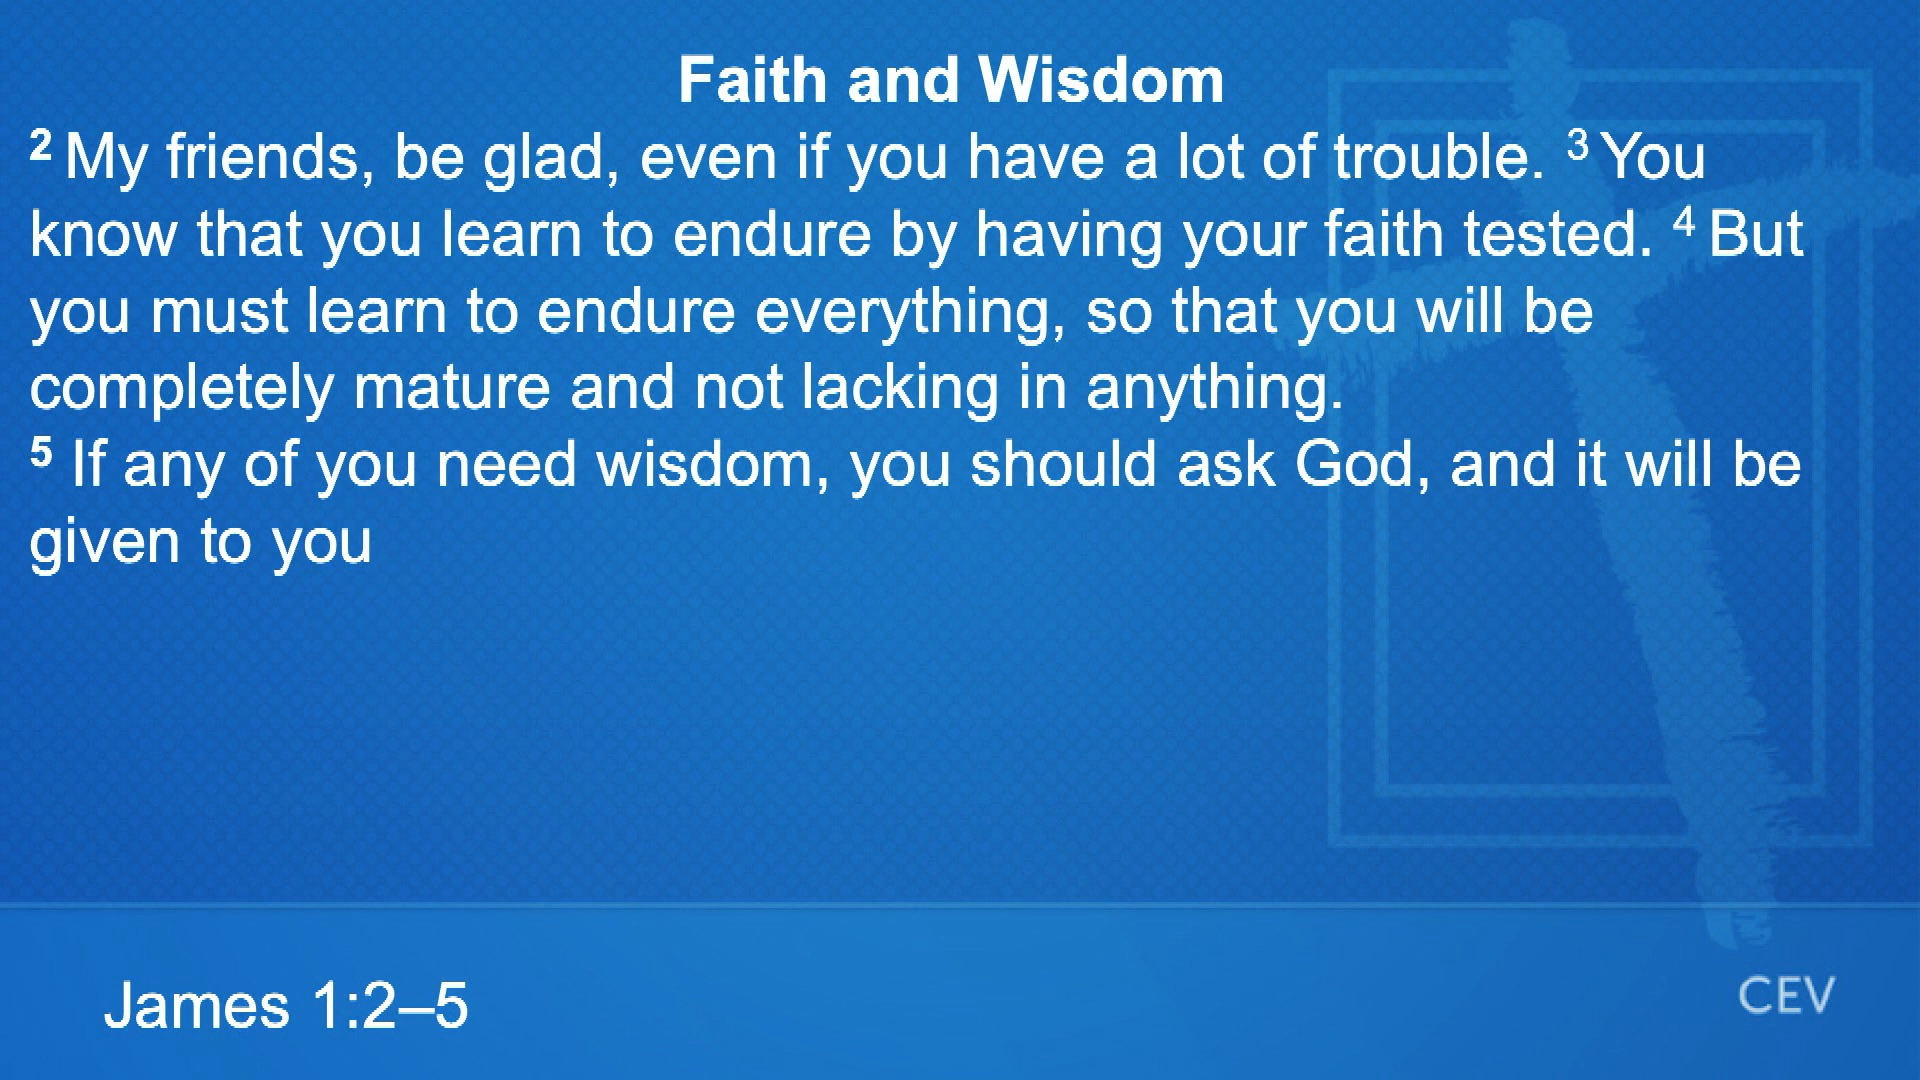 Faith and Wisdom
2 My friends, be glad, even if you have a lot of trouble. 3 You
know that you learn to endure by having your faith tested. 4 But
you must learn to endure everything, so that you will be
completely mature and not lacking in anything.
5 If any of you need wisdom, you should ask God, and it will be
given to you
James 1:2–5
CEV